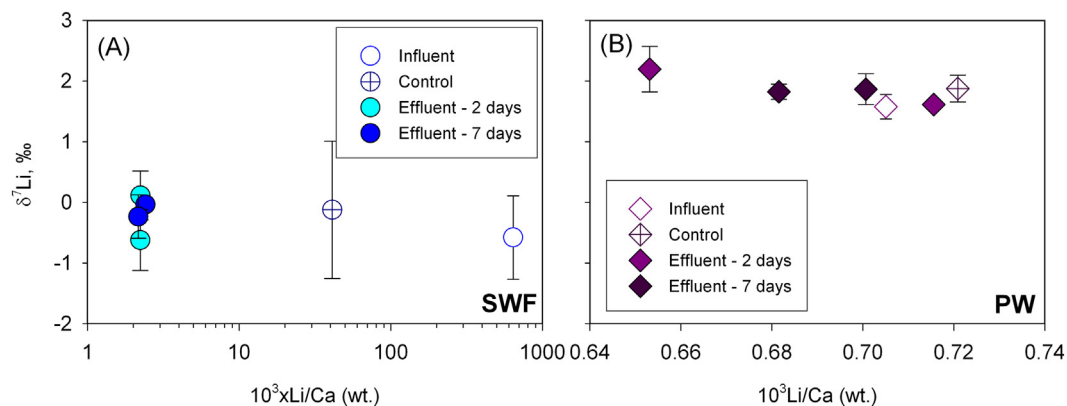 (A)
(B)
3
2
1
0
-1
-2
δ⁷Li, ‰
Influent
Control
Effluent - 2 days
Effluent - 7 days
SWF
1
10
100
1000
10³xLi/Ca (wt.)
Influent
Control
Effluent - 2 days
Effluent - 7 days
PW
0.64
0.66
0.68
0.70
0.72
0.74
10³Li/Ca (wt.)